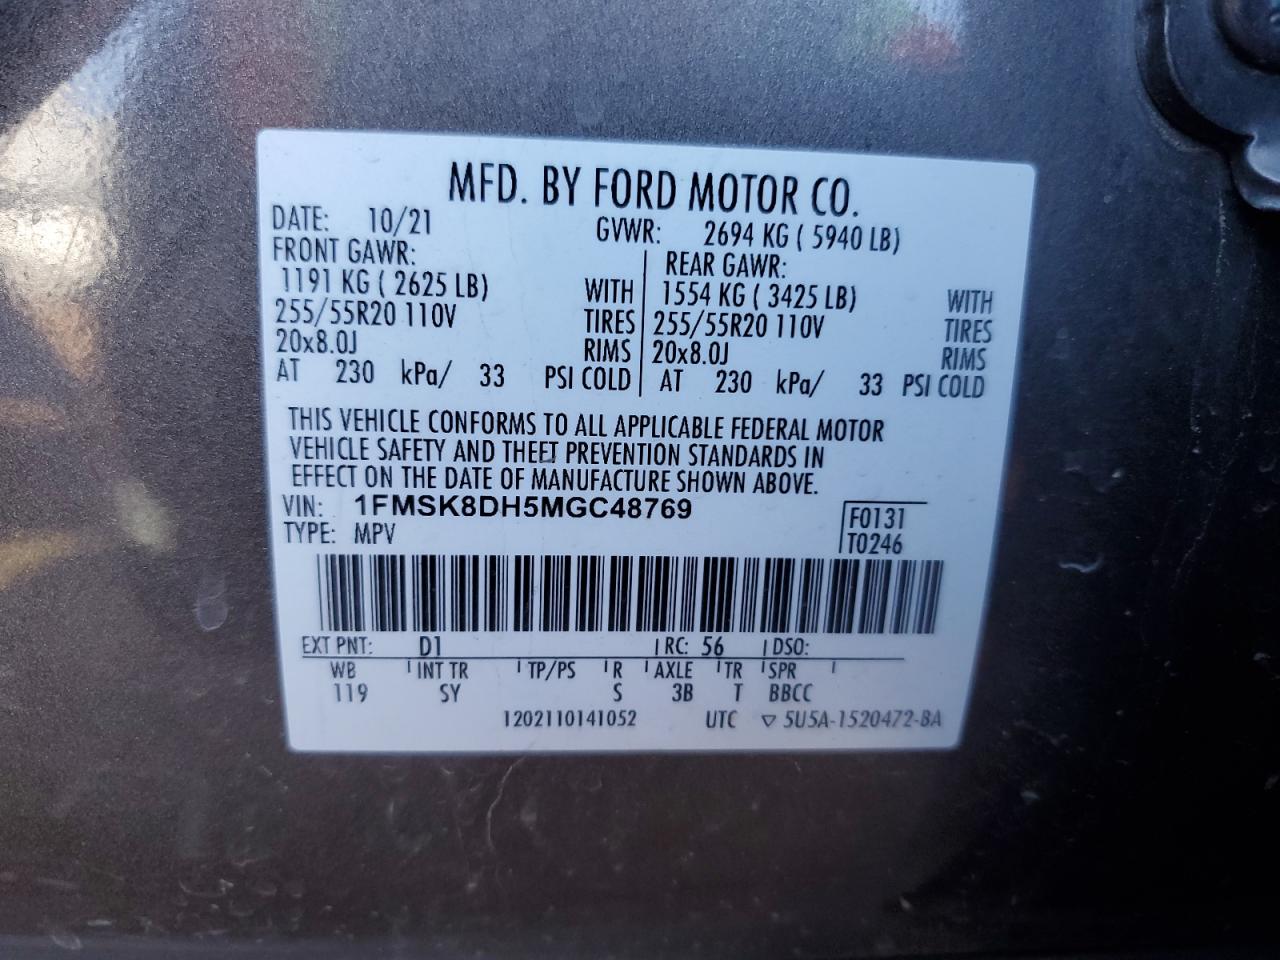 MFD. BY FORD MOTOR CO.
DATE: 10/21 GVWR: 2694 KG ( 5940 LB)
FRONT GAWR: REAR GAWR:
1191 KG ( 2625 LB) WITH 1554 KG ( 3425 LB) WITH
255/55R20 110V TIRES 255/55R20 110V TIRES
20x8.0J RIMS 20x8.0J RIMS
AT 230 kPa/ 33 PSI COLD AT 230 kPa/ 33 PSI COLD
THIS VEHICLE CONFORMS TO ALL APPLICABLE FEDERAL MOTOR
VEHICLE SAFETY AND THEFT PREVENTION STANDARDS IN
EFFECT ON THE DATE OF MANUFACTURE SHOWN ABOVE.
VIN: 1FMSK8DH5MGC48769 F0131
TYPE: MPV T0246
EXT PNT: D1 RC: 56 DSO:
WB INT TR TP/PS R AXLE TR SPR
119 SY S 3B T BBCC
1202110141052 UTC ▽ 5U5A-1520472-BA